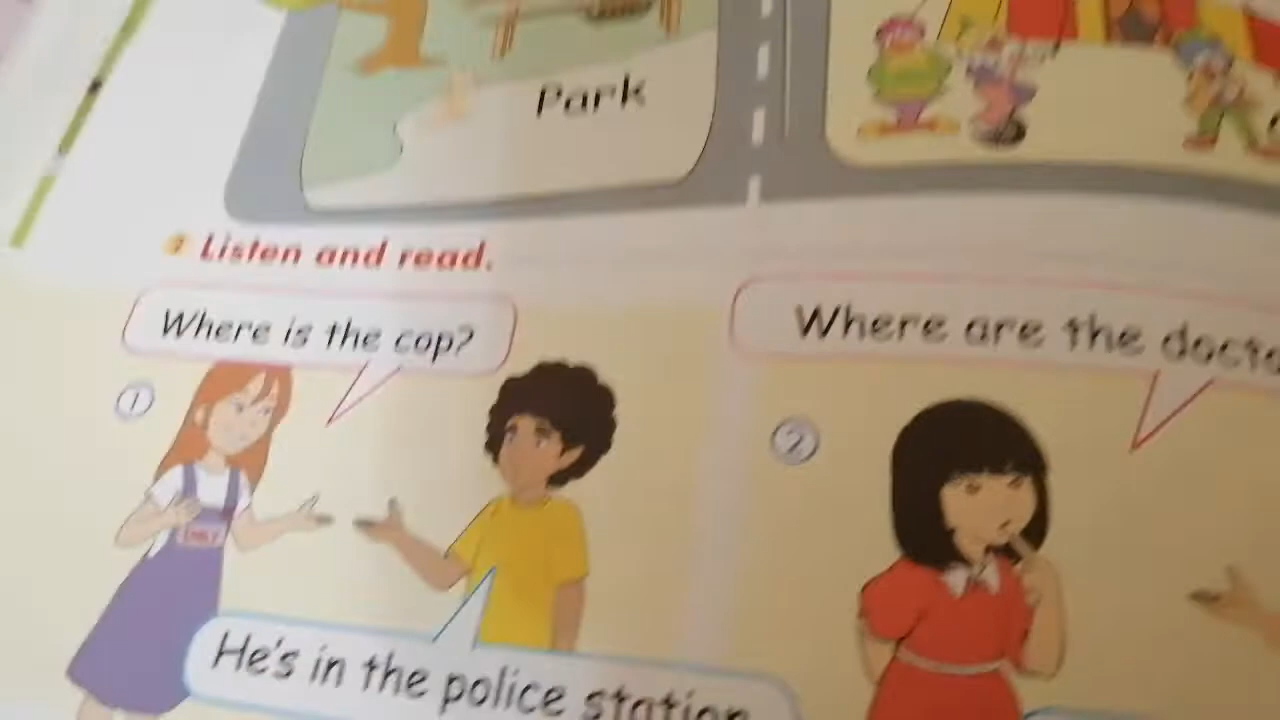 Park
Listen and read.
Where is the cop?
Where are the
1
2
He's in the police station